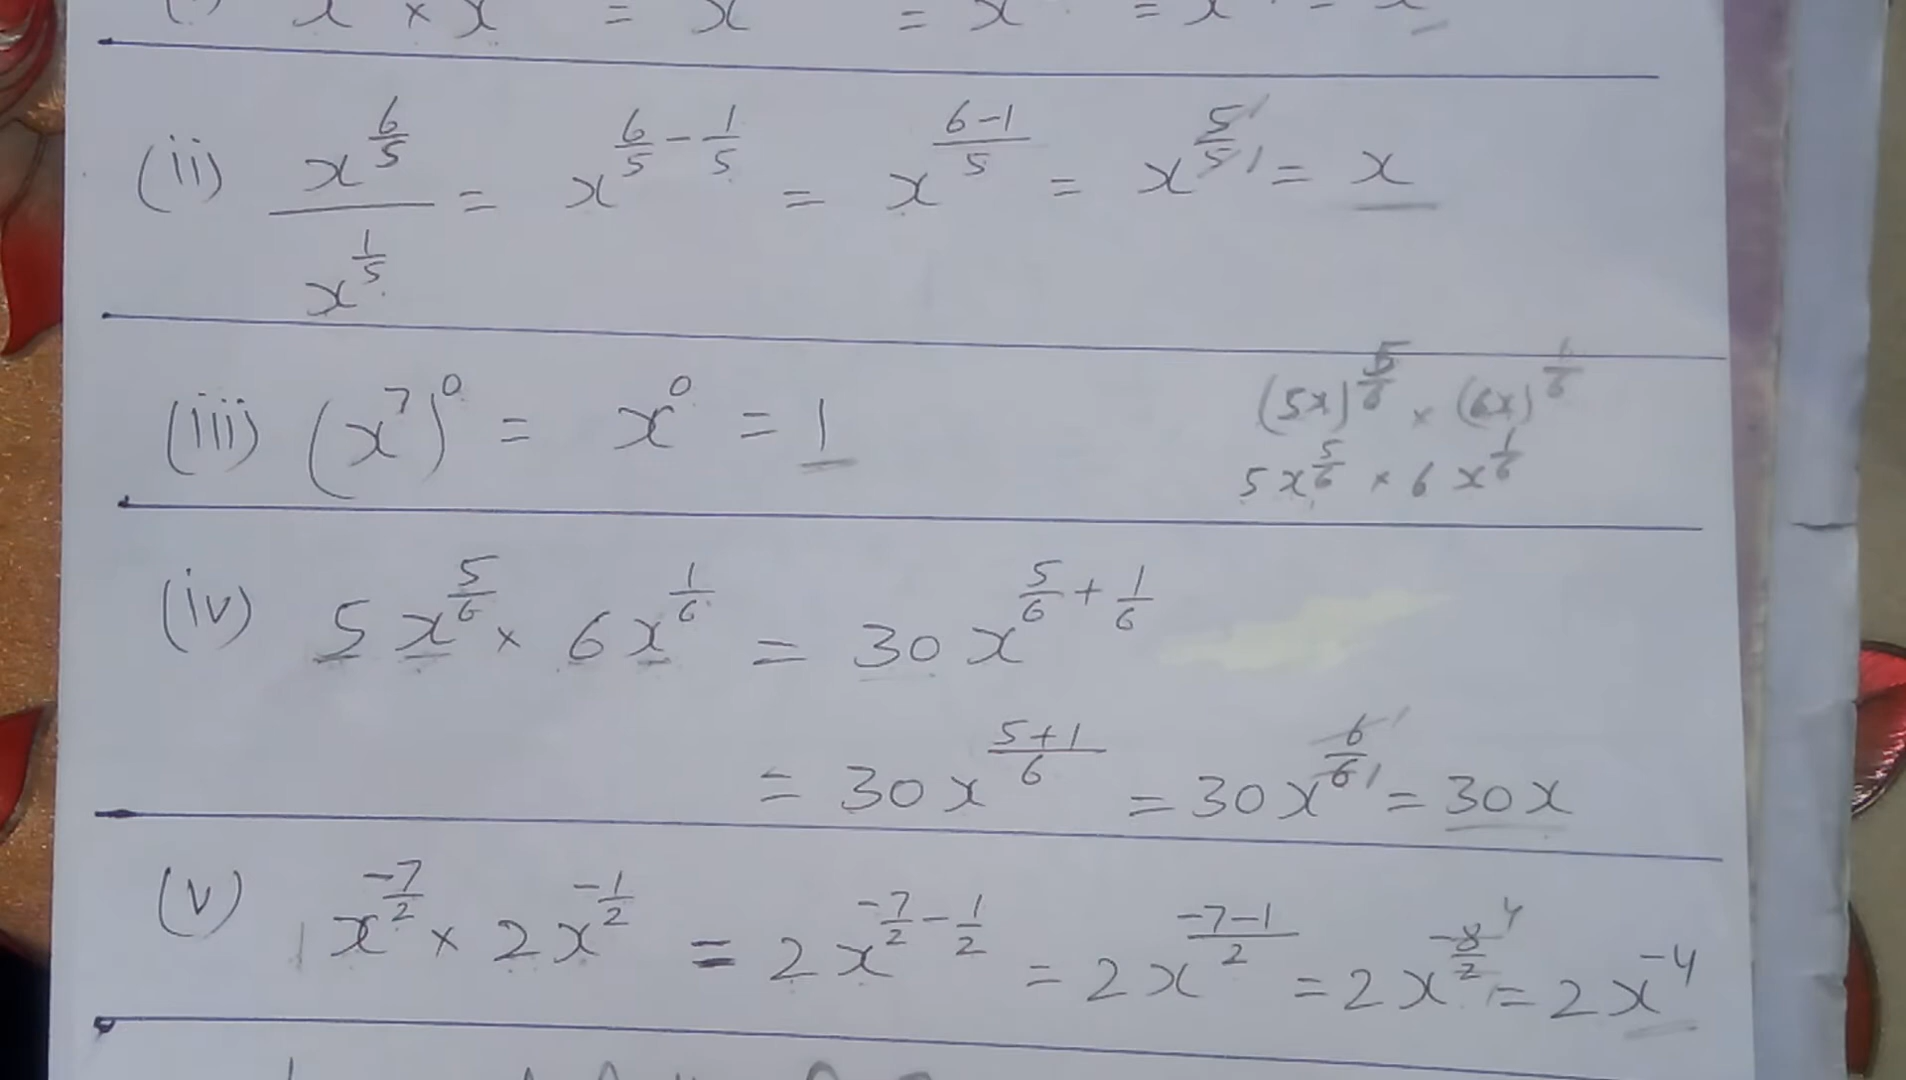 x × x = x = x = x = x
(ii) x^(6/5) / x^(1/5) = x^(6/5 - 1/5) = x^((6-1)/5) = x^(5/5) = x
(iii) (x^7)^0 = x^0 = 1
(5x)^(5/6) × (6x)^(1/6)
5x^(5/6) × 6x^(1/6)
(iv) 5x^(5/6) × 6x^(1/6) = 30x^(5/6 + 1/6)
= 30x^((5+1)/6) = 30x^(6/6) = 30x
(v) 1x^(-7/2) × 2x^(-1/2) = 2x^(-7/2 - 1/2) = 2x^((-7-1)/2) = 2x^(-8/2) = 2x^(-4)